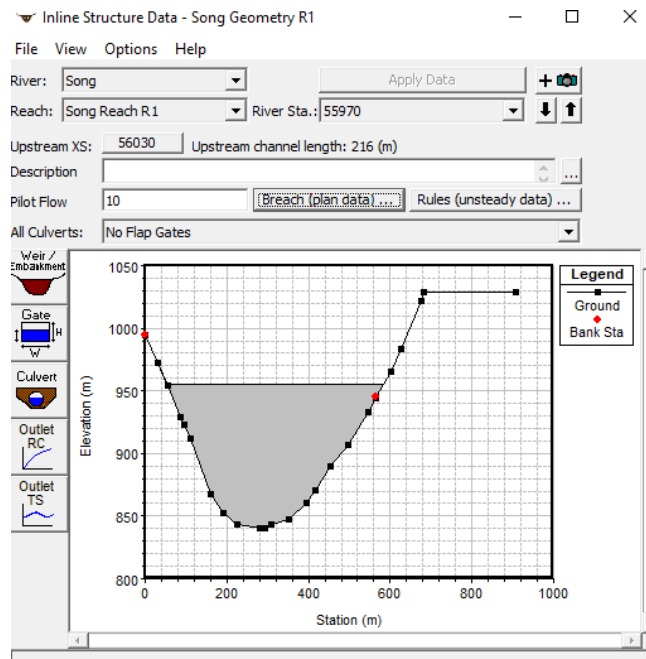 Inline Structure Data - Song Geometry R1
File View Options Help
River: Song Apply Data
Reach: Song Reach R1 River Sta.: 55970
Upstream XS: 56030 Upstream channel length: 216 (m)
Description ...
Pilot Flow 10 Breach (plan data) ... Rules (unsteady data) ...
All Culverts: No Flap Gates
Weir /
Embankment
Gate
H
W
Culvert
Outlet
RC
Outlet
TS
1050
1000
950
900
850
800
Elevation (m)
0 200 400 600 800 1000
Station (m)
Legend
Ground
Bank Sta